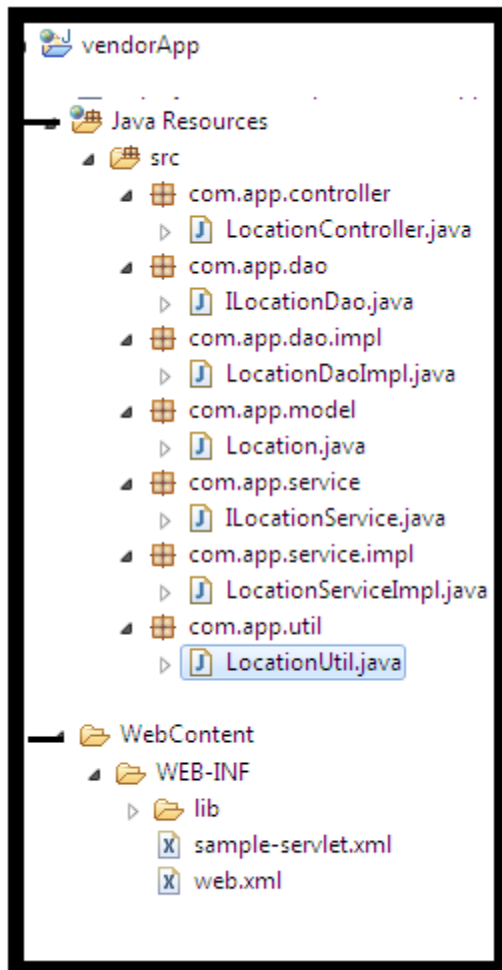 vendorApp
Java Resources
src
com.app.controller
LocationController.java
com.app.dao
ILocationDao.java
com.app.dao.impl
LocationDaoImpl.java
com.app.model
Location.java
com.app.service
ILocationService.java
com.app.service.impl
LocationServiceImpl.java
com.app.util
LocationUtil.java
WebContent
WEB-INF
lib
sample-servlet.xml
web.xml